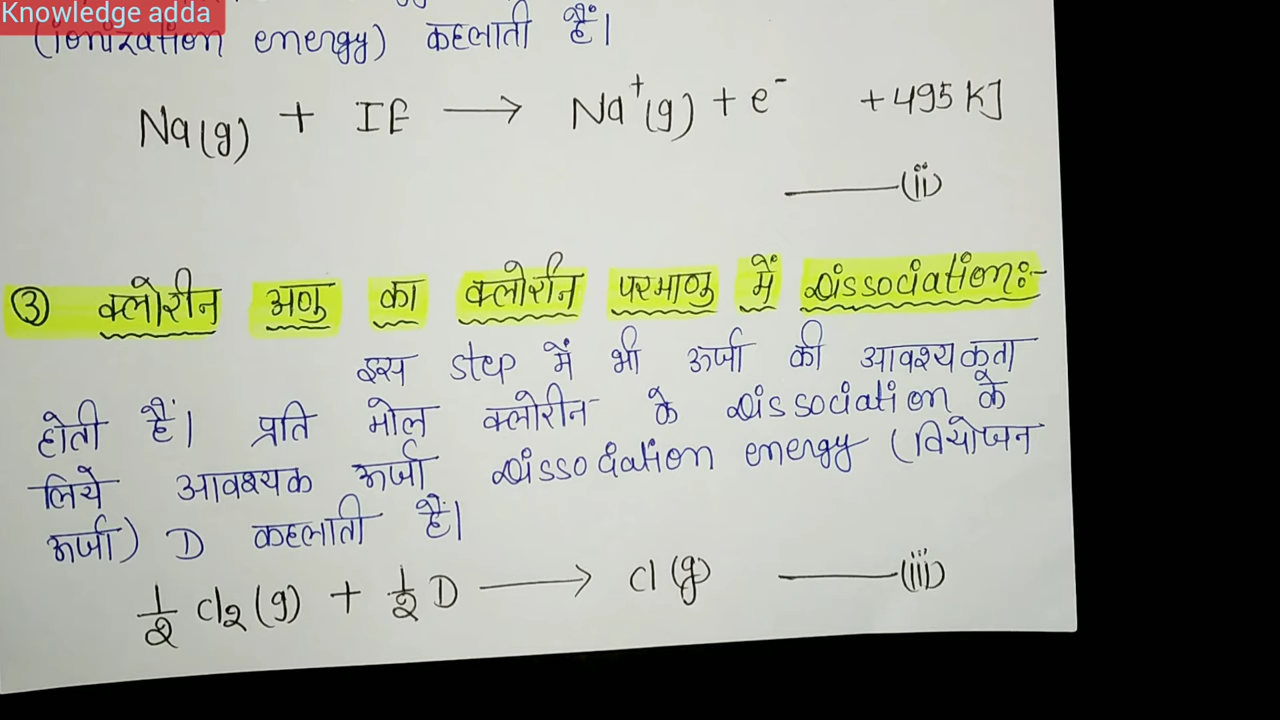 Knowledge adda
(ionization energy) कहलाती हैं।
Na(g) + IE ⟶ Na⁺(g) + e⁻ +495 KJ
———(ii)
③ क्लोरीन अणु का क्लोरीन परमाणु में Dissociation:-
इस step में भी ऊर्जा की आवश्यकता
होती हैं। प्रति मोल क्लोरीन के Dissociation के
लिये आवश्यक ऊर्जा Dissociation energy (वियोजन
ऊर्जा) D कहलाती हैं।
½ Cl₂(g) + ½ D ⟶ Cl(g) ———(iii)